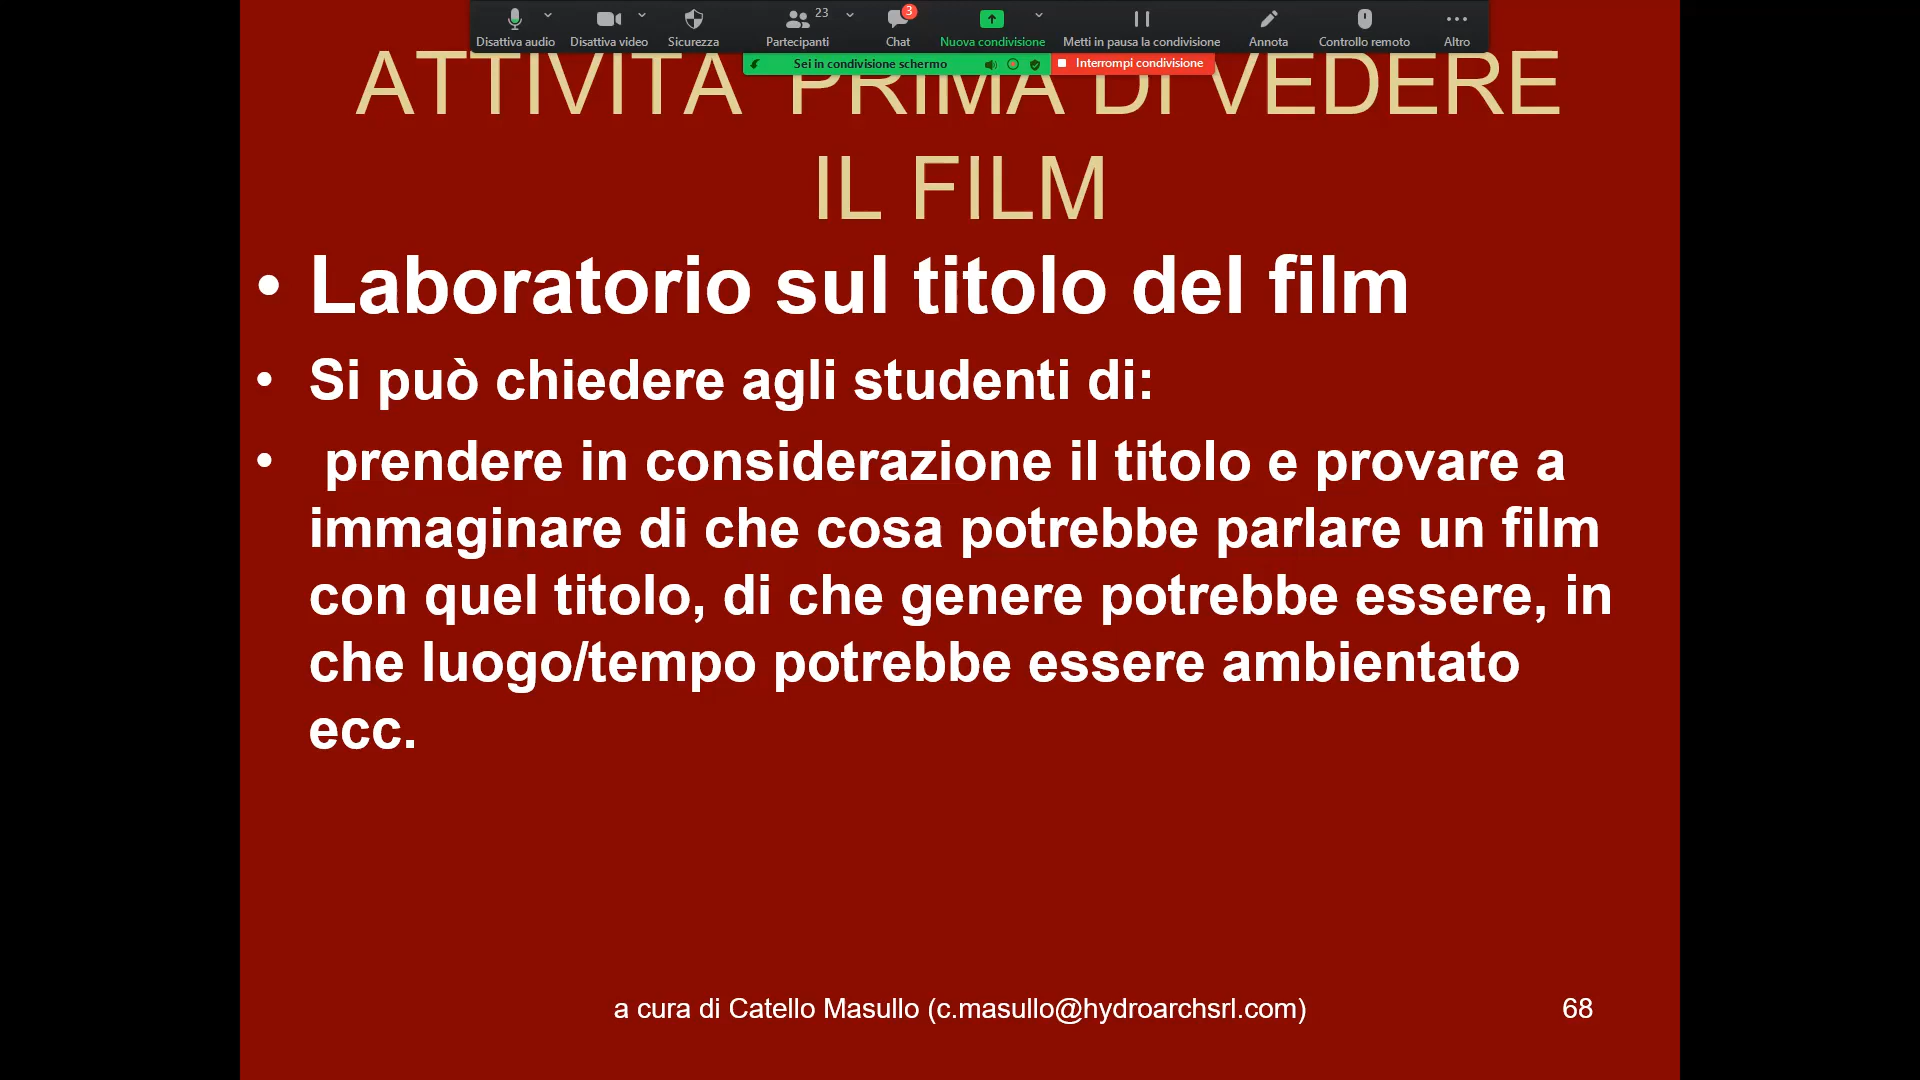 23
3
Disattiva audio Disattiva video Sicurezza Partecipanti Chat Nuova condivisione Metti in pausa la condivisione Annota Controllo remoto Altro
Sei in condivisione schermo Interrompi condivisione
ATTIVITA PRIMA DI VEDERE
IL FILM
• Laboratorio sul titolo del film
• Si può chiedere agli studenti di:
• prendere in considerazione il titolo e provare a
immaginare di che cosa potrebbe parlare un film
con quel titolo, di che genere potrebbe essere, in
che luogo/tempo potrebbe essere ambientato
ecc.
a cura di Catello Masullo (c.masullo@hydroarchsrl.com) 68